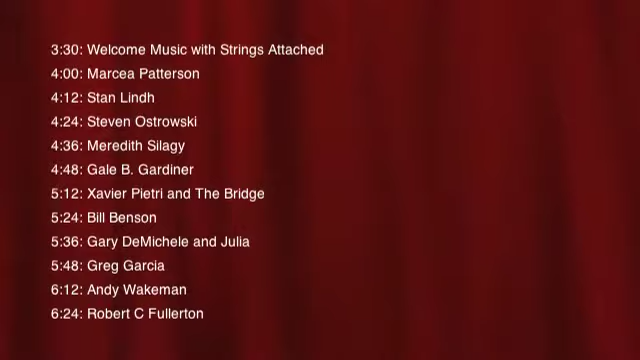 3:30: Welcome Music with Strings Attached
4:00: Marcea Patterson
4:12: Stan Lindh
4:24: Steven Ostrowski
4:36: Meredith Silagy
4:48: Gale B. Gardiner
5:12: Xavier Pietri and The Bridge
5:24: Bill Benson
5:36: Gary DeMichele and Julia
5:48: Greg Garcia
6:12: Andy Wakeman
6:24: Robert C Fullerton